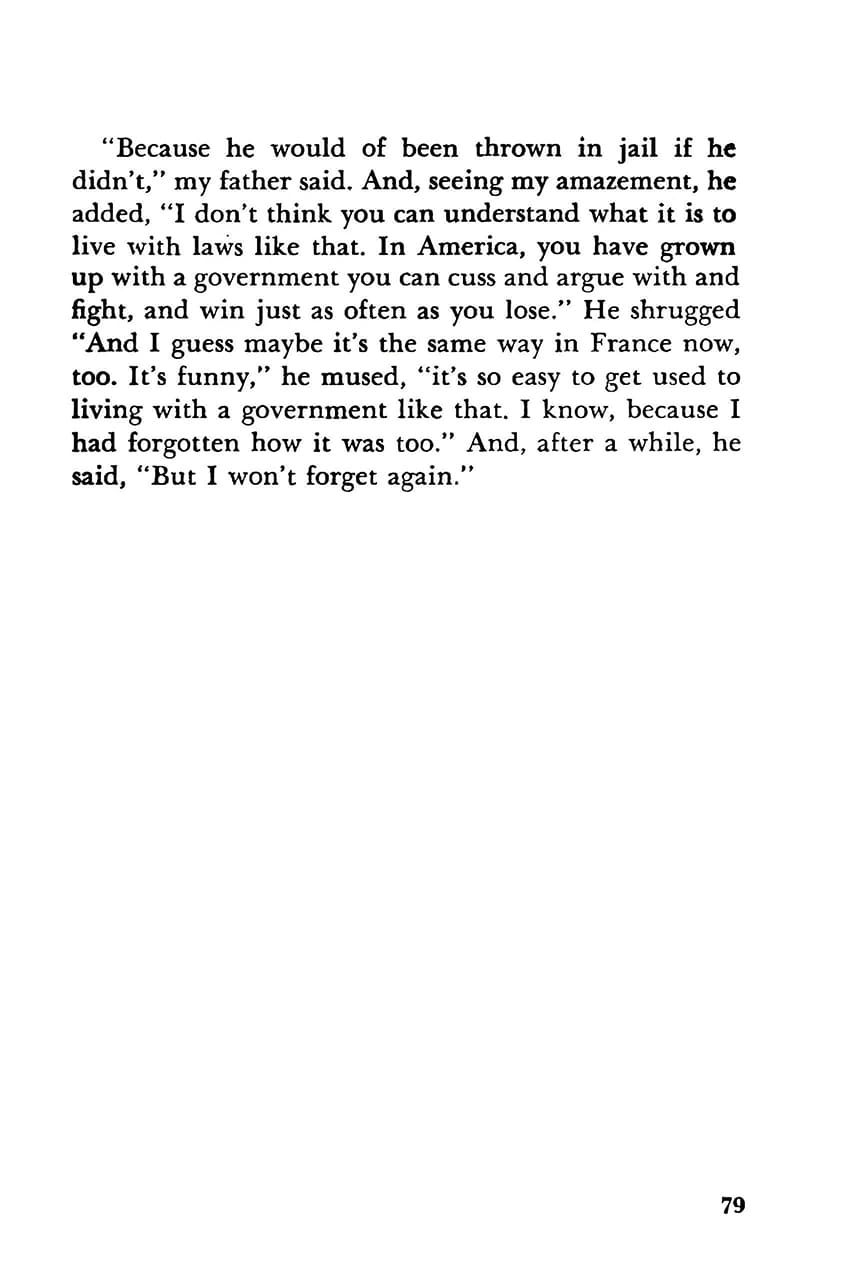 “Because he would of been thrown in jail if he
didn’t,” my father said. And, seeing my amazement, he
added, “I don’t think you can understand what it is to
live with laws like that. In America, you have grown
up with a government you can cuss and argue with and
fight, and win just as often as you lose.” He shrugged
“And I guess maybe it’s the same way in France now,
too. It’s funny,” he mused, “it’s so easy to get used to
living with a government like that. I know, because I
had forgotten how it was too.” And, after a while, he
said, “But I won’t forget again.”
79